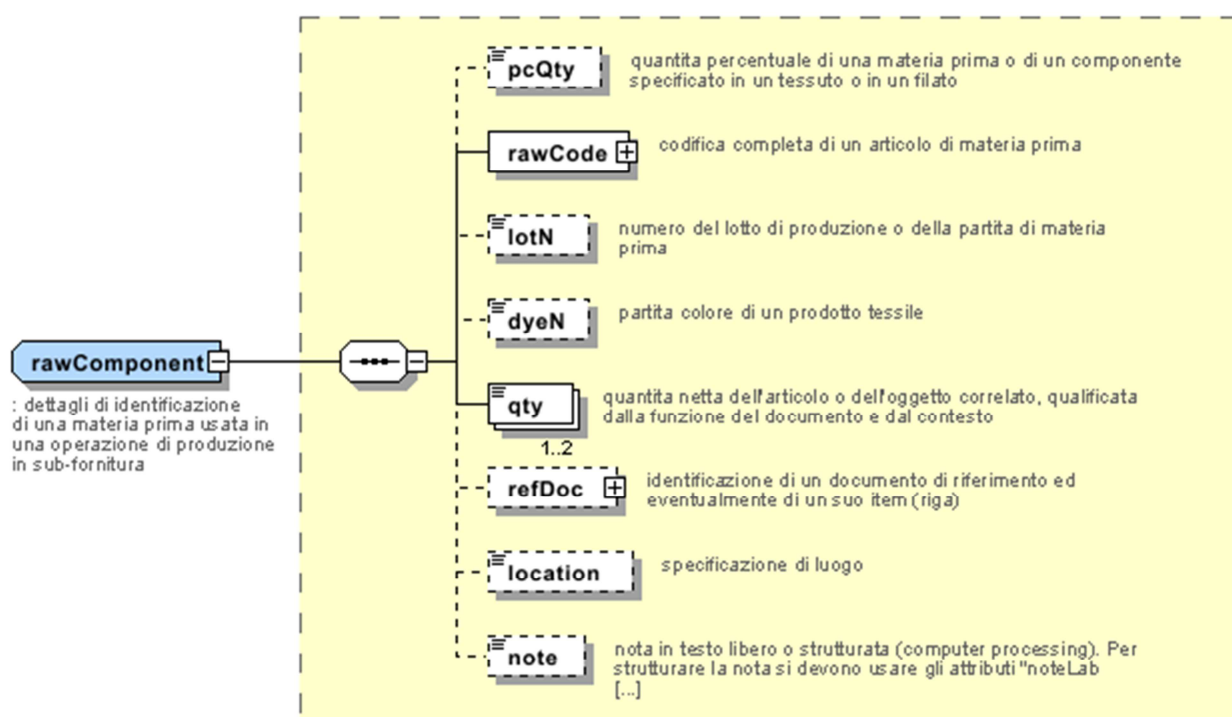 pcQty
quantita percentuale di una materia prima o di un componente
specificato in un tessuto o in un filato
rawCode
codifica completa di un articolo di materia prima
lotN
numero del lotto di produzione o della partita di materia
prima
dyeN
partita colore di un prodotto tessile
rawComponent
: dettagli di identificazione
di una materia prima usata in
una operazione di produzione
in sub-fornitura
qty
1..2
quantita netta dell'articolo o dell'oggetto correlato, qualificata
dalla funzione del documento e dal contesto
refDoc
identificazione di un documento di riferimento ed
eventualmente di un suo item (riga)
location
specificazione di luogo
note
nota in testo libero o strutturata (computer processing). Per
strutturare la nota si devono usare gli attributi "noteLab
[...]